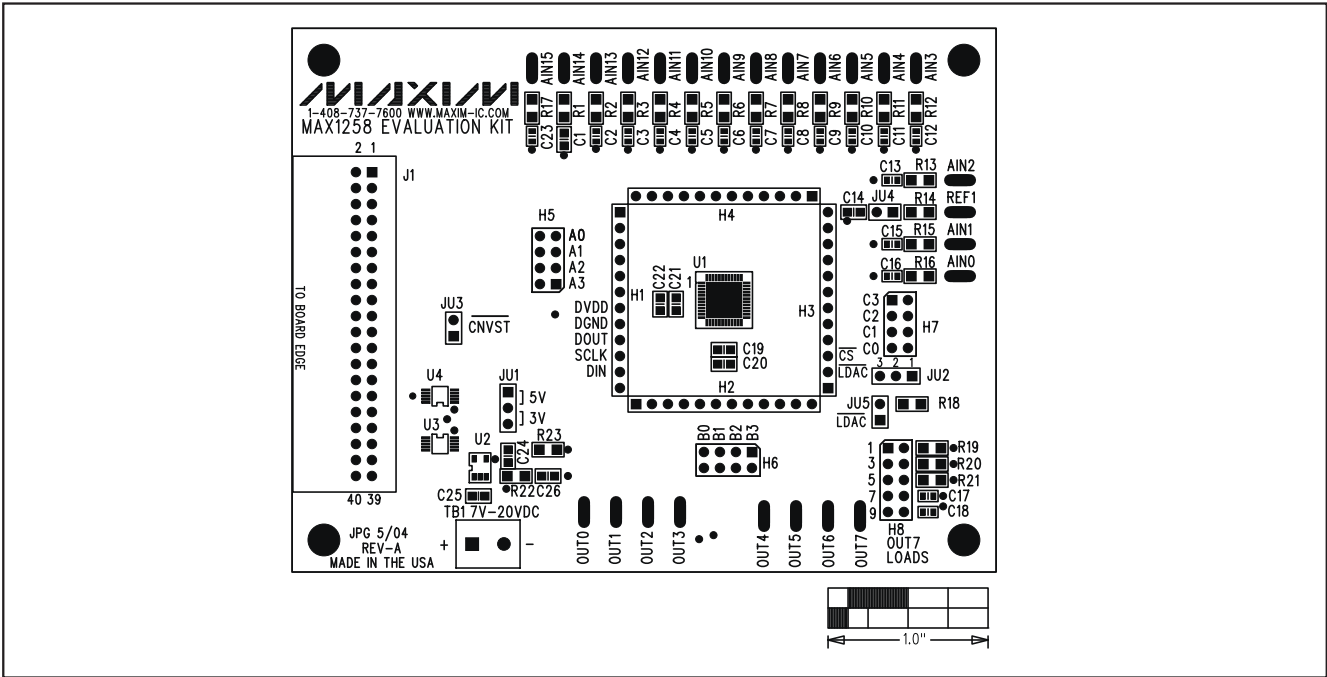 MAXIM
1-408-737-7600 WWW.MAXIM-IC.COM
MAX1258 EVALUATION KIT
AIN15 AIN14 AIN13 AIN12 AIN11 AIN10 AIN9 AIN8 AIN7 AIN6 AIN5 AIN4 AIN3
R17 R1 R2 R3 R4 R5 R6 R7 R8 R9 R10 R11 R12
C23 C1 C2 C3 C4 C5 C6 C7 C8 C9 C10 C11 C12
2 1
J1
C13 R13 AIN2
C14 JU4 R14 REF1
C15 R15 AIN1
C16 R16 AIN0
H5
A0
A1
A2
A3
H4
U1
1
C22 C21
H1
H3
DVDD
DGND
DOUT
SCLK
DIN
C19
C20
H2
TO BOARD EDGE
JU3
CNVST
C3
C2
C1
C0
H7
CS
LDAC
3 2 1
JU2
U4
JU1
5V
3V
U3
U2
C24
R23
JU5
LDAC
R18
B0 B1 B2 B3
H6
1
3
5
7
9
R19
R20
R21
C17
C18
H8
OUT7
LOADS
C25
R22 C26
40 39
TB1 7V-20VDC
+ -
JPG 5/04
REV-A
MADE IN THE USA
OUT0 OUT1 OUT2 OUT3 OUT4 OUT5 OUT6 OUT7
1.0"